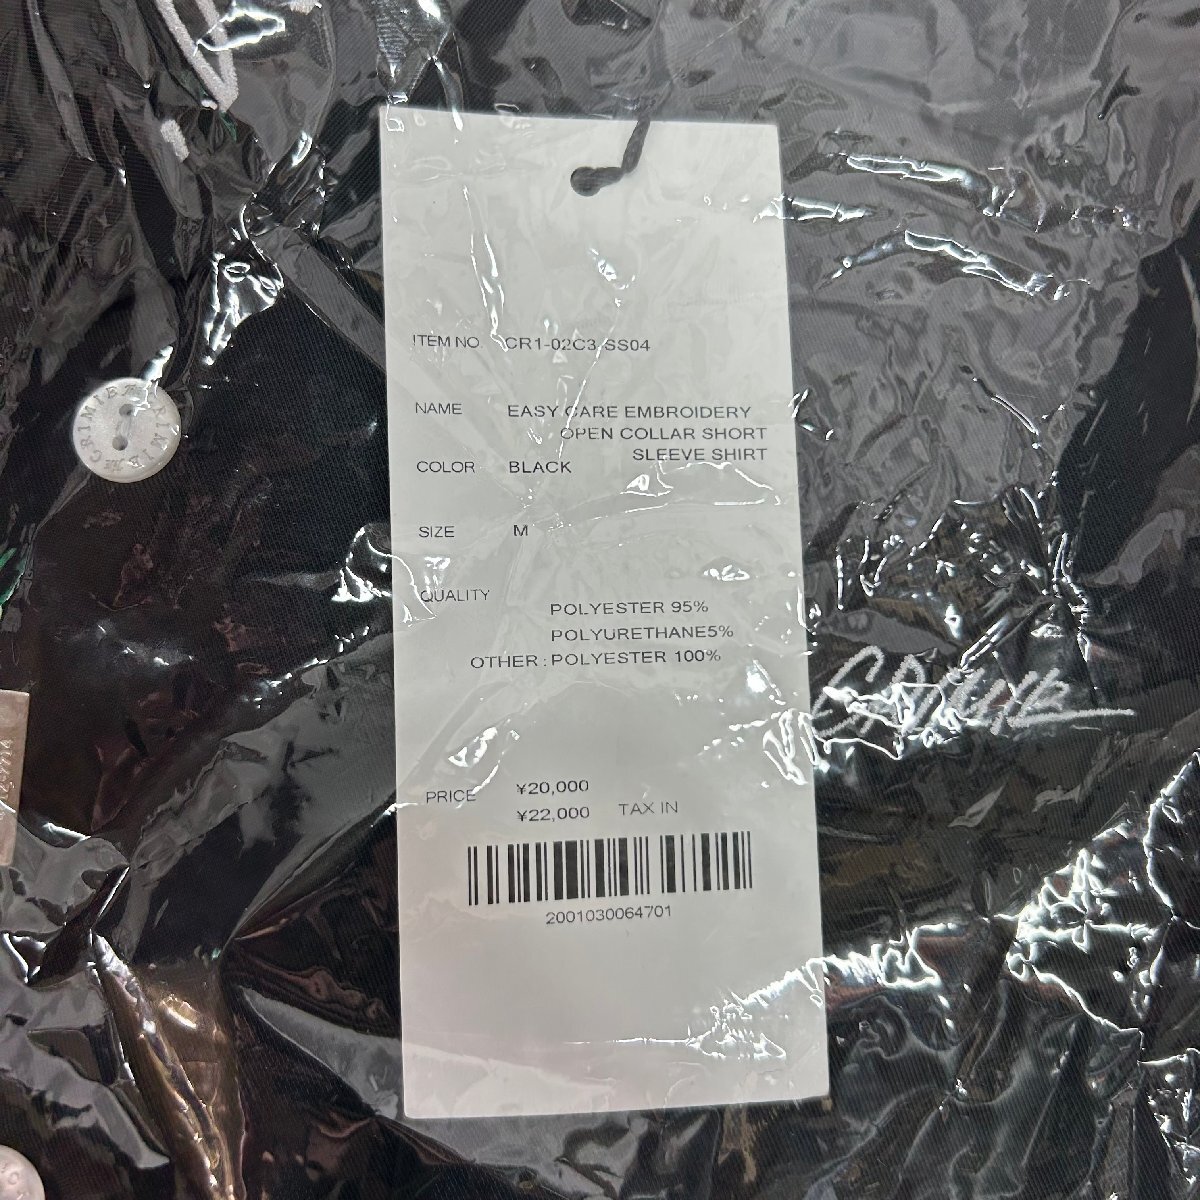 ITEM NO. CR1-02C3-SS04
NAME EASY CARE EMBROIDERY
OPEN COLLAR SHORT
SLEEVE SHIRT
COLOR BLACK
SIZE M
QUALITY
POLYESTER 95%
POLYURETHANE5%
OTHER : POLYESTER 100%
PRICE ¥20,000
¥22,000 TAX IN
2001030064701